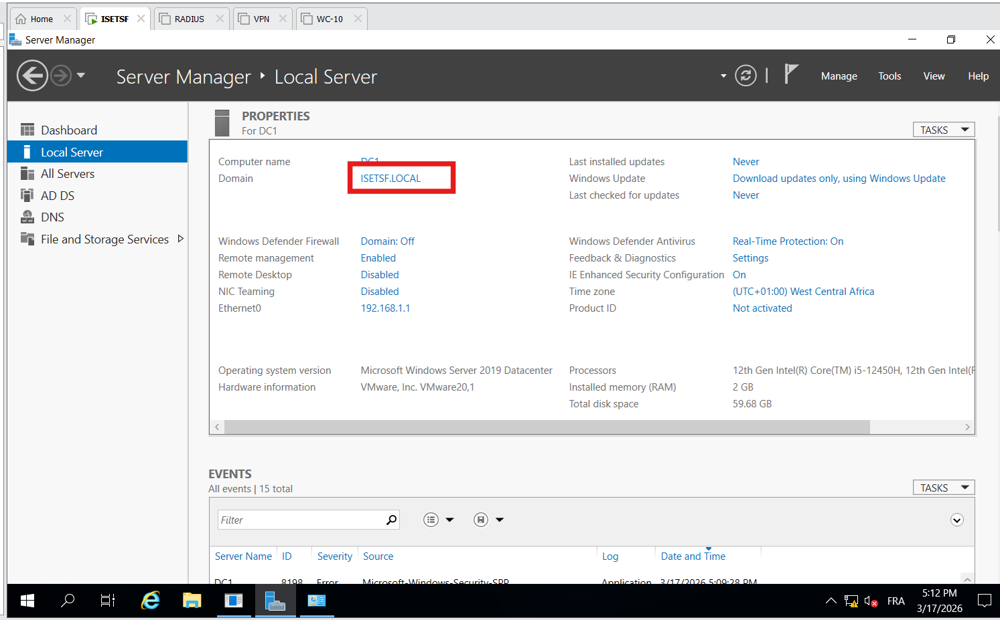 Home
ISETSF
RADIUS
VPN
WC-10
Server Manager
Server Manager ‣ Local Server
Manage Tools View Help
Dashboard
Local Server
All Servers
AD DS
DNS
File and Storage Services
PROPERTIES
For DC1
TASKS
Computer name DC1 Last installed updates Never
Domain ISETSF.LOCAL Windows Update Download updates only, using Windows Update
Last checked for updates Never
Windows Defender Firewall Domain: Off Windows Defender Antivirus Real-Time Protection: On
Remote management Enabled Feedback & Diagnostics Settings
Remote Desktop Disabled IE Enhanced Security Configuration On
NIC Teaming Disabled Time zone (UTC+01:00) West Central Africa
Ethernet0 192.168.1.1 Product ID Not activated
Operating system version Microsoft Windows Server 2019 Datacenter Processors 12th Gen Intel(R) Core(TM) i5-12450H, 12th Gen Intel(R
Hardware information VMware, Inc. VMware20,1 Installed memory (RAM) 2 GB
Total disk space 59.68 GB
EVENTS
All events | 15 total
TASKS
Filter
Server Name ID Severity Source Log Date and Time
DC1 8198 Error Microsoft-Windows-Security-SPP Application 3/17/2026 5:09:28 PM
FRA
5:12 PM
3/17/2026